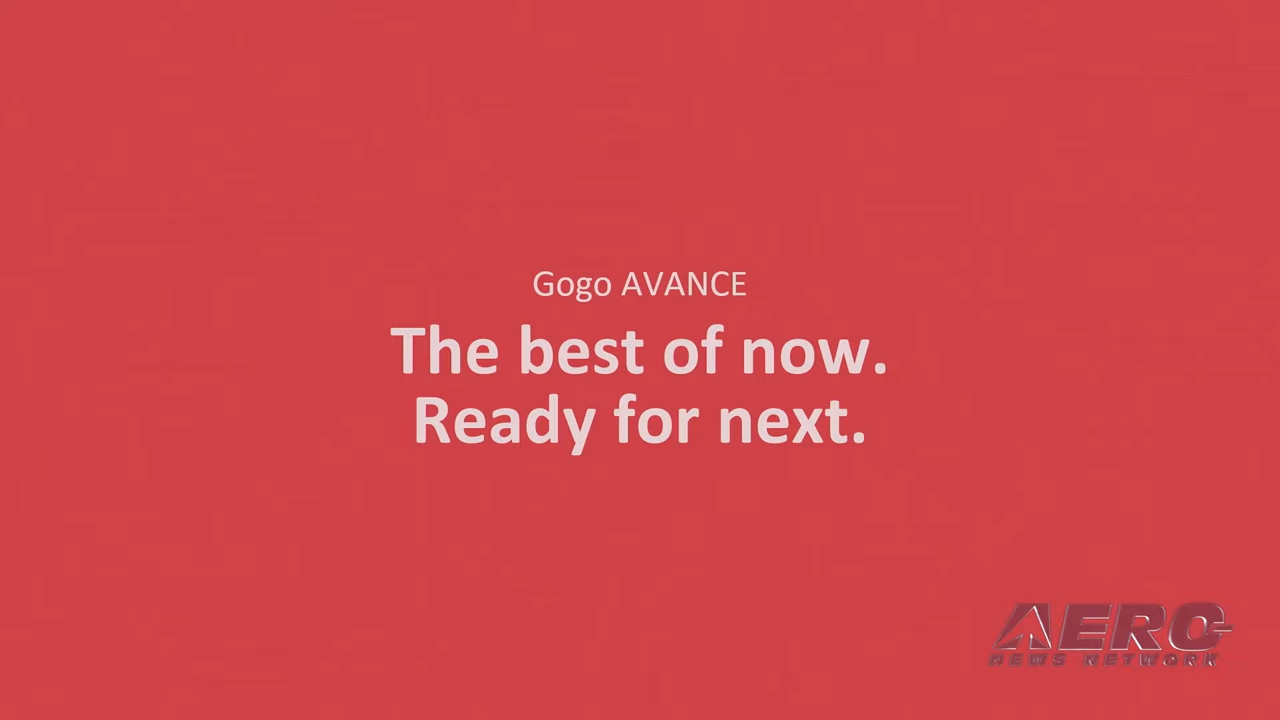 Gogo AVANCE
The best of now.
Ready for next.
AERO
NEWS NETWORK